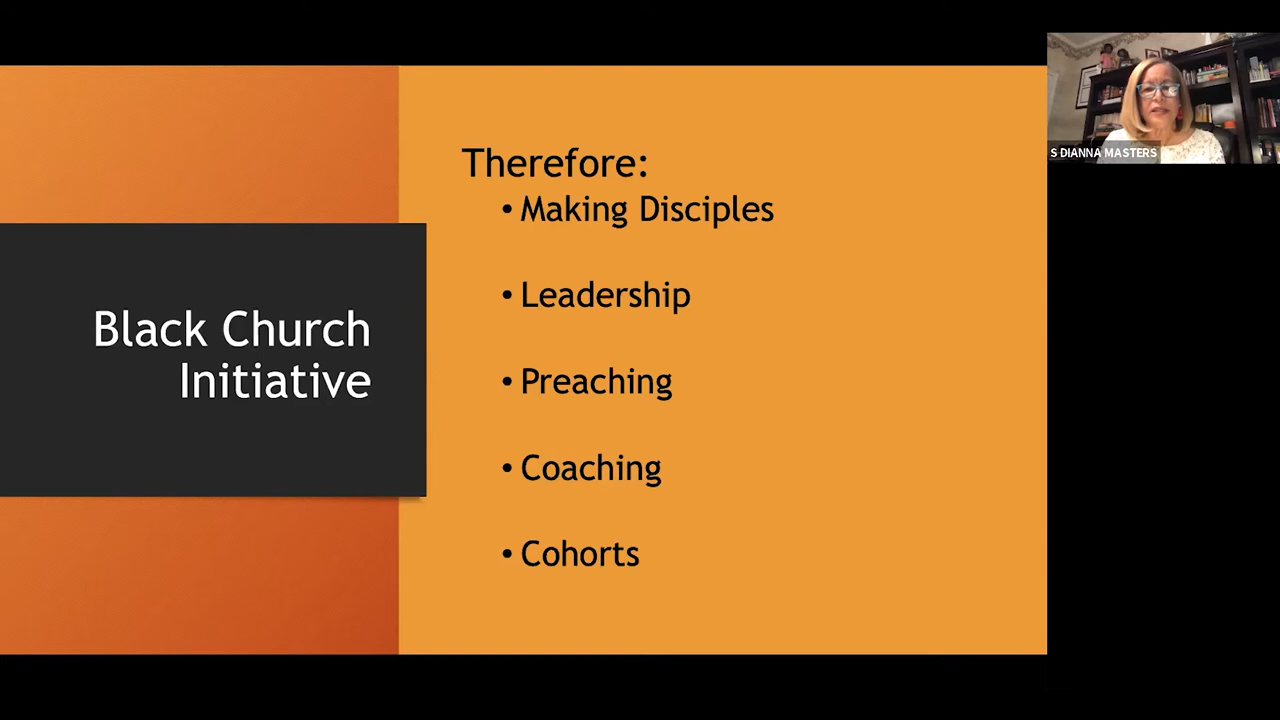 Black Church
Initiative
Therefore:
• Making Disciples
• Leadership
• Preaching
• Coaching
• Cohorts
S DIANNA MASTERS